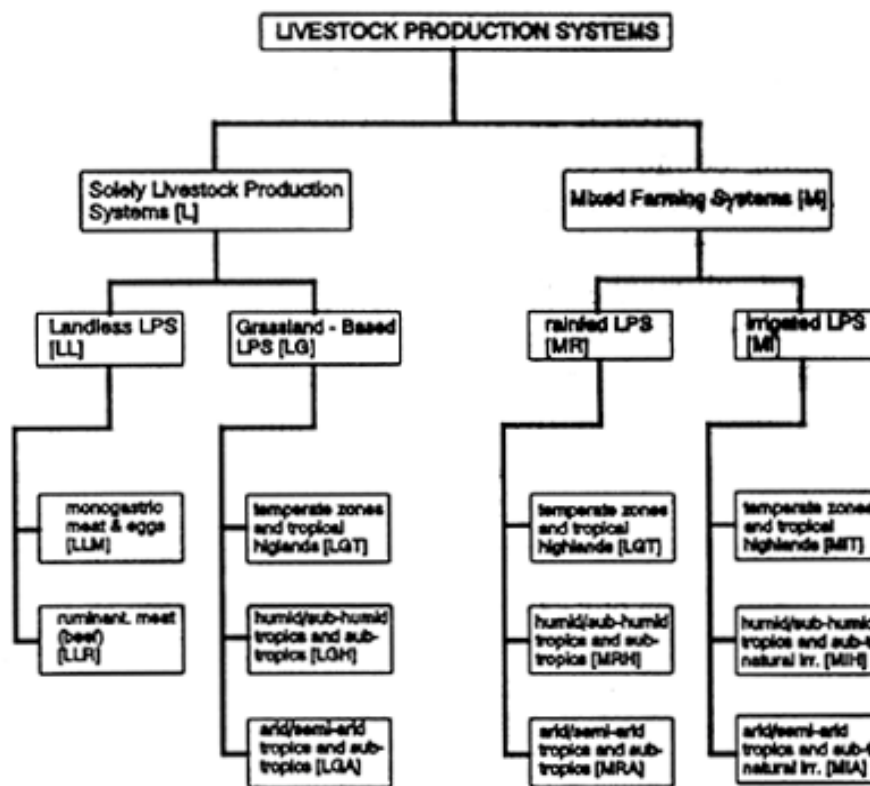 LIVESTOCK PRODUCTION SYSTEMS
Solely Livestock Production
Systems [L]
Mixed Farming Systems [M]
Landless LPS
[LL]
Grassland - Based
LPS [LG]
rainfed LPS
[MR]
irrigated LPS
[MI]
monogastric
meat & eggs
[LLM]
ruminant. meat
(beef)
[LLR]
temperate zones
and tropical
higlands [LGT]
humid/sub-humid
tropics and sub-
tropics [LGH]
arid/semi-arid
tropics and sub-
tropics [LGA]
temperate zones
and tropical
highlands [LGT]
humid/sub-humid
tropics and sub-
tropics [MRH]
arid/semi-arid
tropics and sub-
tropics [MRA]
temperate zones
and tropical
highlands [MIT]
humid/sub-humid
tropics and sub-
natural irr. [MIH]
arid/semi-arid
tropics and sub-
natural irr. [MIA]